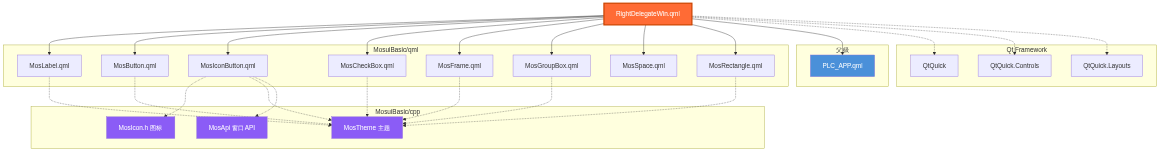 RightDelegateWin.qml
MosuiBasic/qml
父级
Qt Framework
MosLabel.qml
MosButton.qml
MosIconButton.qml
MosCheckBox.qml
MosFrame.qml
MosGroupBox.qml
MosSpace.qml
MosRectangle.qml
PLC_APP.qml
QtQuick
QtQuick.Controls
QtQuick.Layouts
MosuiBasic/cpp
MosIcon.h 图标
MosApi 窗口 API
MosTheme 主题